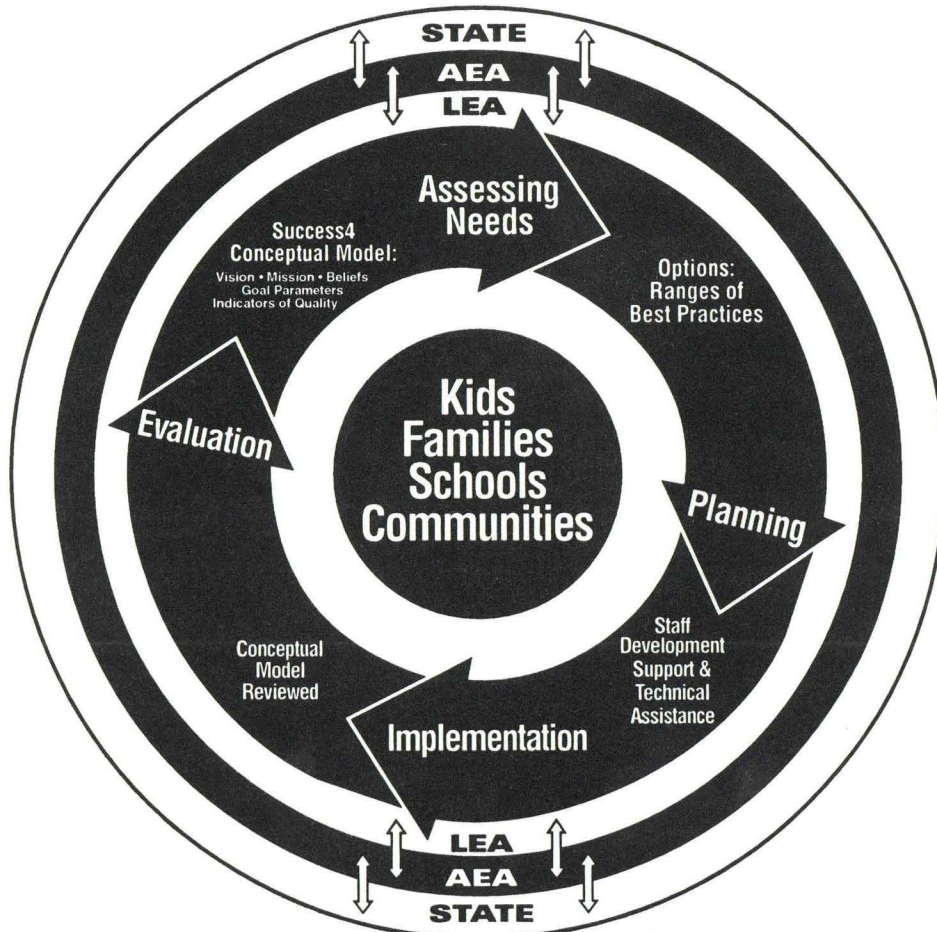 STATE
AEA
LEA
Assessing
Needs
Success4
Conceptual Model:
Vision • Mission • Beliefs
Goal Parameters
Indicators of Quality
Options:
Ranges of
Best Practices
Evaluation
Kids
Families
Schools
Communities
Planning
Conceptual
Model
Reviewed
Staff
Development
Support &
Technical
Assistance
Implementation
LEA
AEA
STATE